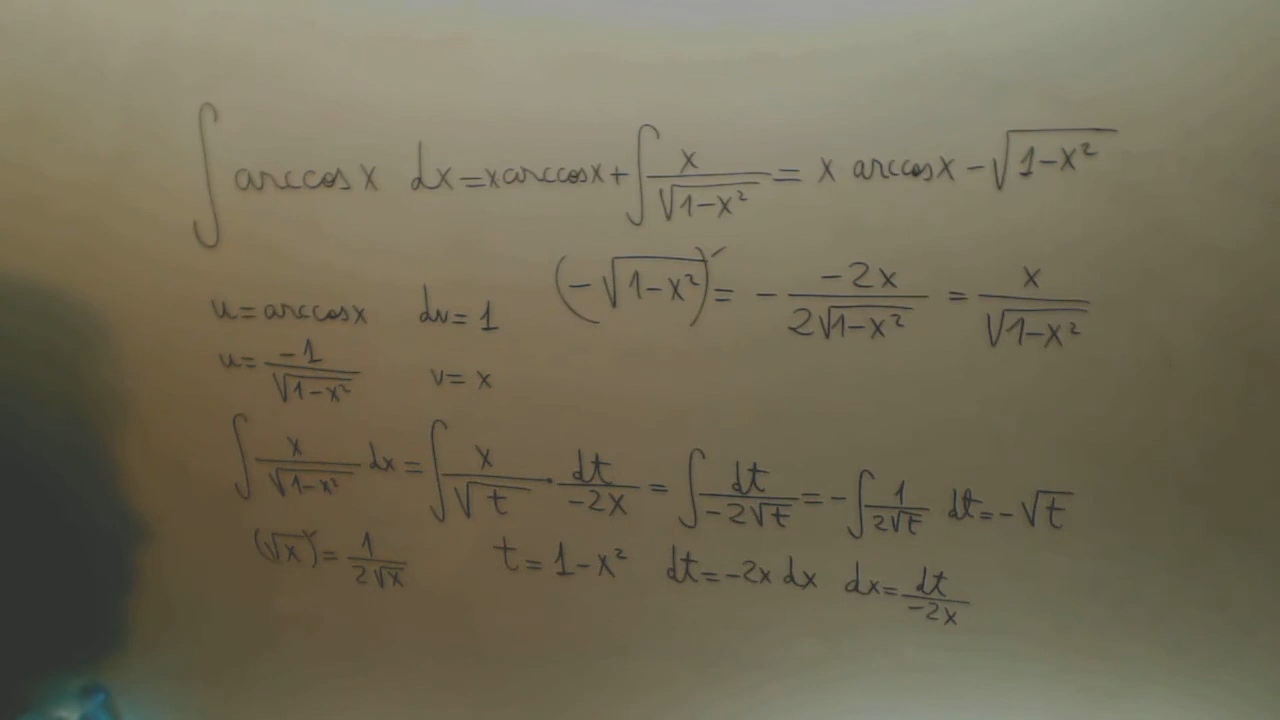 ∫ arccos x dx = x arccos x + ∫ x/√(1-x²) = x arccos x - √(1-x²)
(-√(1-x²))' = - (-2x)/(2√(1-x²)) = x/√(1-x²)
u = arccos x dv = 1
u = -1/√(1-x²) v = x
∫ x/√(1-x²) dx = ∫ x/√t · dt/(-2x) = ∫ dt/(-2√t) = - ∫ 1/(2√t) dt = -√t
(√x)' = 1/(2√x) t = 1-x² dt = -2x dx dx = dt/(-2x)